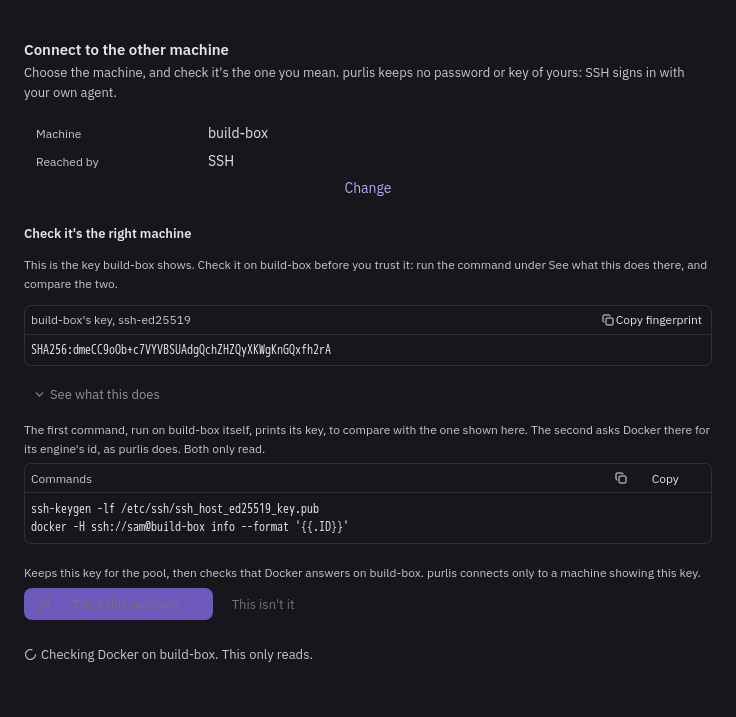 Connect to the other machine
Choose the machine, and check it's the one you mean. purlis keeps no password or key of yours: SSH signs in with
your own agent.
Machine build-box
Reached by SSH
Change
Check it's the right machine
This is the key build-box shows. Check it on build-box before you trust it: run the command under See what this does there, and
compare the two.
build-box's key, ssh-ed25519 Copy fingerprint
SHA256:dmeCC9oOb+c7VYVBSUAdgQchZHZQyXKWgKnGQxfh2rA
See what this does
The first command, run on build-box itself, prints its key, to compare with the one shown here. The second asks Docker there for
its engine's id, as purlis does. Both only read.
Commands Copy
ssh-keygen -lf /etc/ssh/ssh_host_ed25519_key.pub
docker -H ssh://sam@build-box info --format '{{.ID}}'
Keeps this key for the pool, then checks that Docker answers on build-box. purlis connects only to a machine showing this key.
Trust this machine This isn't it
Checking Docker on build-box. This only reads.